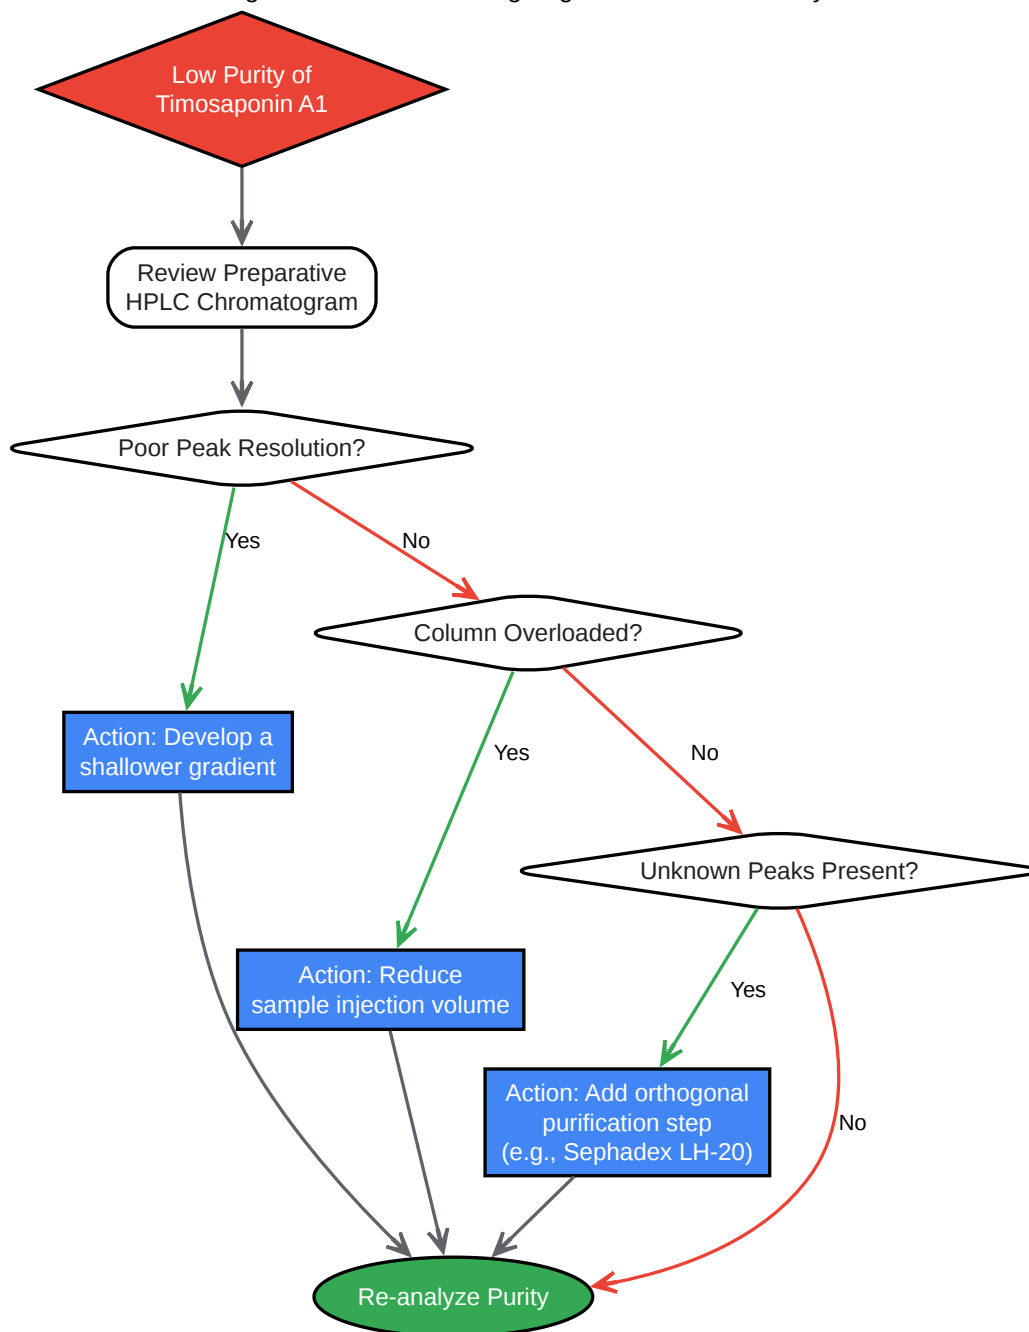 Low Purity of
Timosaponin A1
Review Preparative
HPLC Chromatogram
Poor Peak Resolution?
Yes
No
Column Overloaded?
Action: Develop a
shallower gradient
Yes
No
Unknown Peaks Present?
Action: Reduce
sample injection volume
Yes
Action: Add orthogonal
purification step
(e.g., Sephadex LH-20)
No
Re-analyze Purity